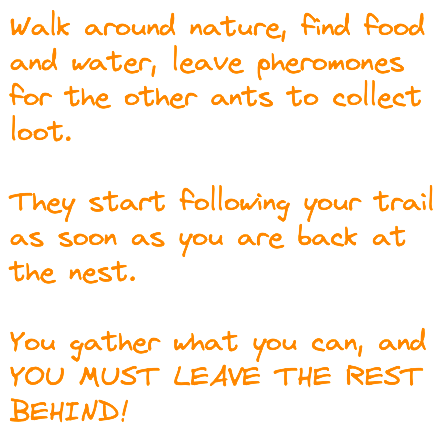 Walk around nature, find food
and water, leave pheromones
for the other ants to collect
loot.
They start following your trail
as soon as you are back at
the nest.
You gather what you can, and
YOU MUST LEAVE THE REST
BEHIND!